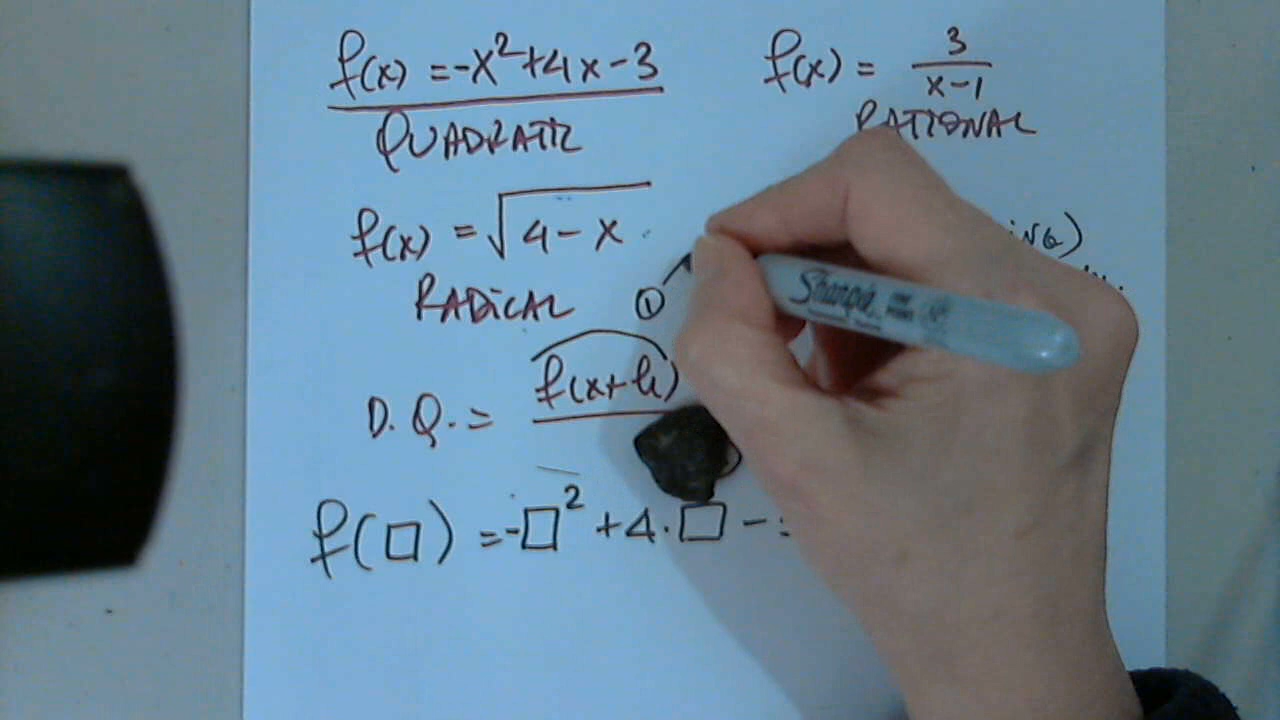 f(x) = -x²+4x-3
QUADRATIC
f(x) = 3/(x-1)
RATIONAL
f(x) = √(4-x)
RADICAL ①
D.Q. = f(x+h)
f(□) = -□² + 4·□ -
Sharpie